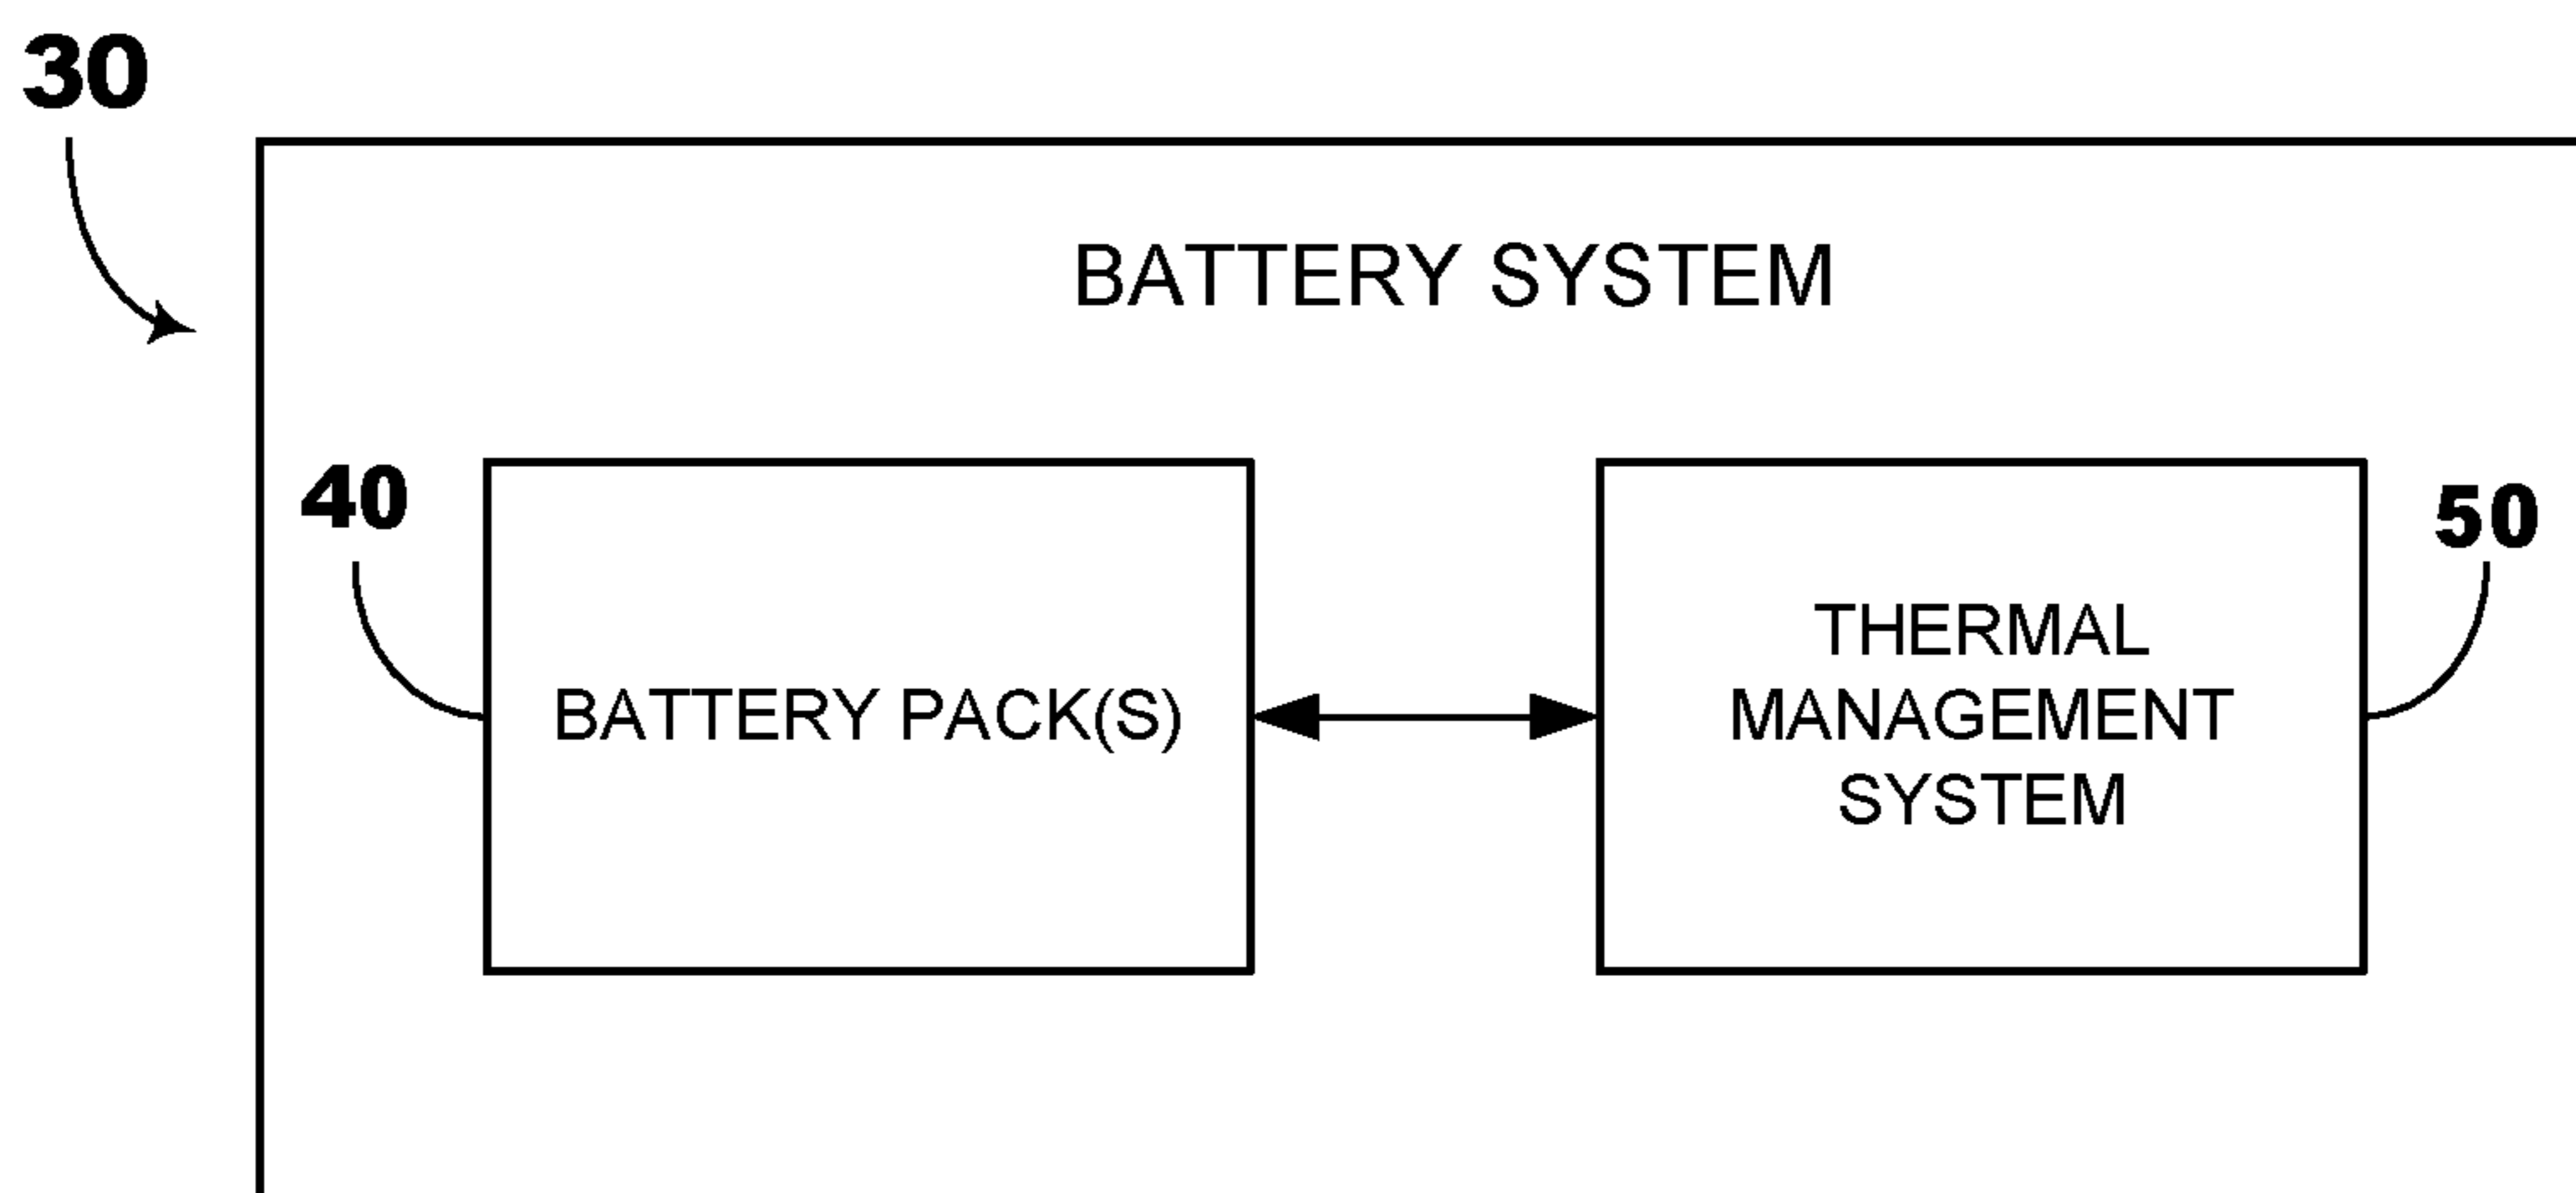 30
BATTERY SYSTEM
40
50
BATTERY PACK(S)
THERMAL
MANAGEMENT
SYSTEM